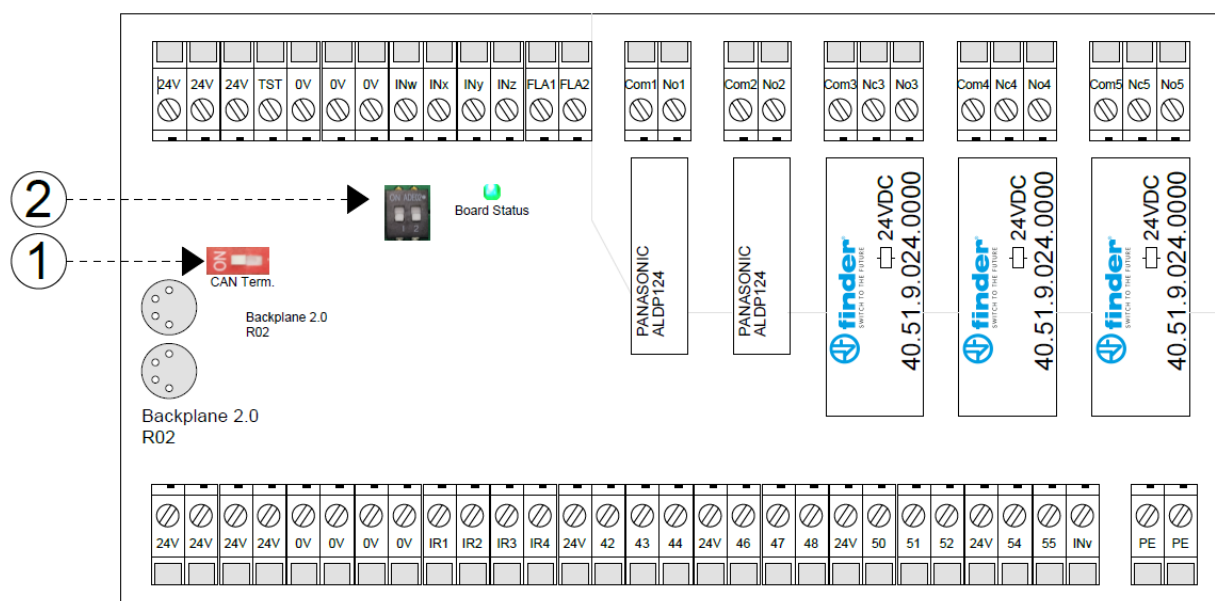 24V 24V 24V TST 0V 0V 0V INw INx INy INz FLA1 FLA2 Com1 No1 Com2 No2 Com3 Nc3 No3 Com4 Nc4 No4 Com5 Nc5 No5
2
ON
1 2
Board Status
1
ON
CAN Term.
Backplane 2.0
R02
Backplane 2.0
R02
PANASONIC
ALDP124
PANASONIC
ALDP124
finder®
SWITCH TO THE FUTURE
24VDC
40.51.9.024.0000
finder®
SWITCH TO THE FUTURE
24VDC
40.51.9.024.0000
finder®
SWITCH TO THE FUTURE
24VDC
40.51.9.024.0000
24V 24V 24V 24V 0V 0V 0V 0V IR1 IR2 IR3 IR4 24V 42 43 44 24V 46 47 48 24V 50 51 52 24V 54 55 INv PE PE